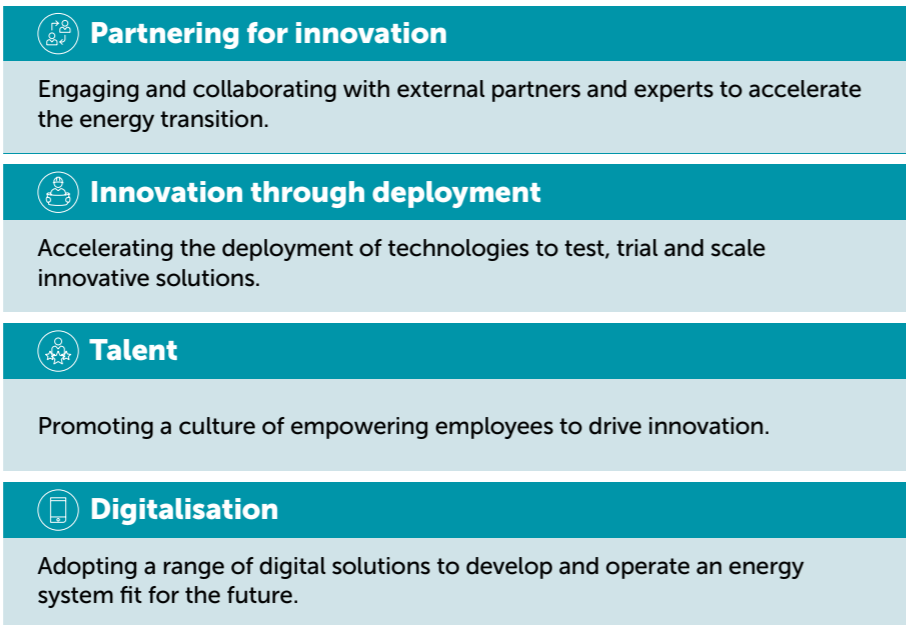 Partnering for innovation
Engaging and collaborating with external partners and experts to accelerate
the energy transition.
Innovation through deployment
Accelerating the deployment of technologies to test, trial and scale
innovative solutions.
Talent
Promoting a culture of empowering employees to drive innovation.
Digitalisation
Adopting a range of digital solutions to develop and operate an energy
system fit for the future.